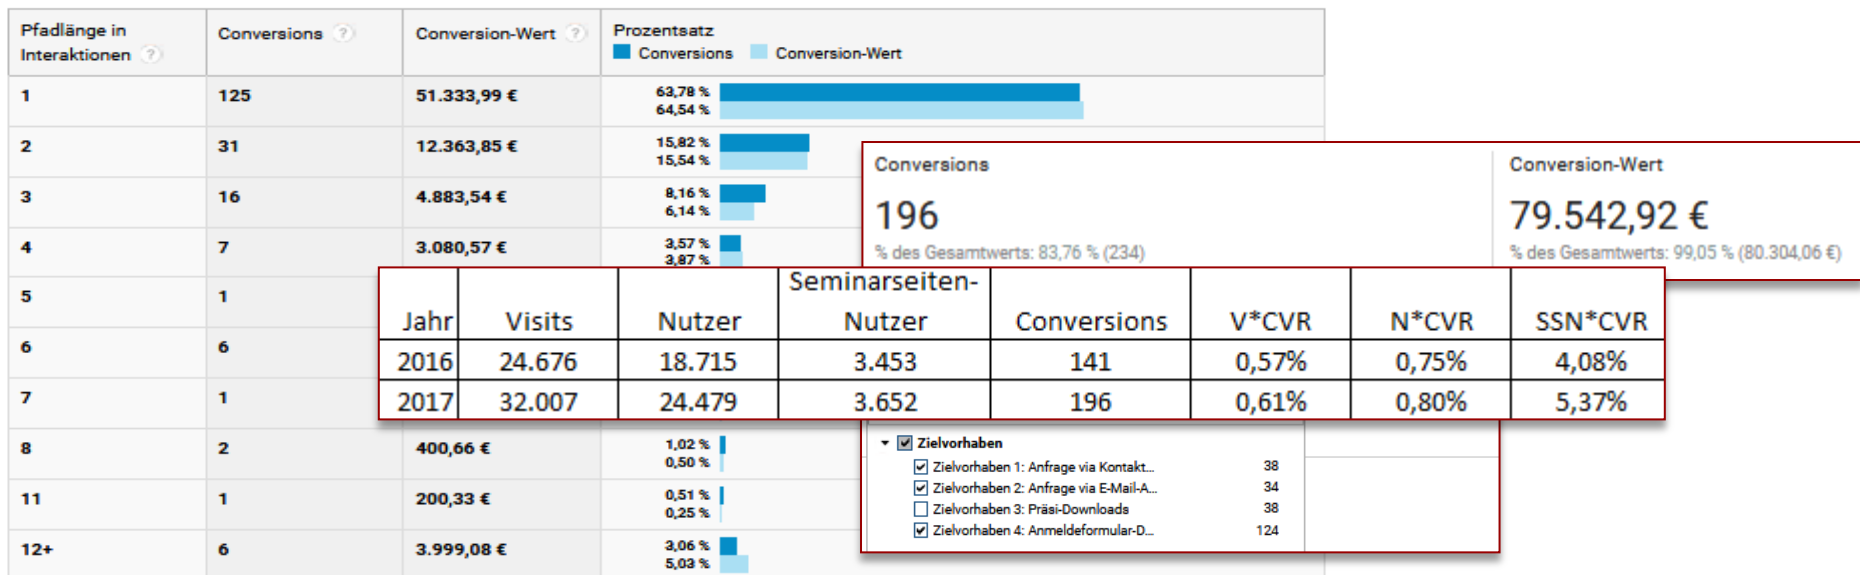 Pfadlänge in
Interaktionen ?
Conversions ?
Conversion-Wert ?
Prozentsatz
Conversions Conversion-Wert
1 125 51.333,99 € 63,78 %
64,54 %
2 31 12.363,85 € 15,82 %
15,54 %
3 16 4.883,54 € 8,16 %
6,14 %
4 7 3.080,57 € 3,57 %
3,87 %
5 1
6 6
7 1
8 2 400,66 € 1,02 %
0,50 %
11 1 200,33 € 0,51 %
0,25 %
12+ 6 3.999,08 € 3,06 %
5,03 %
Conversions
196
% des Gesamtwerts: 83,76 % (234)
Conversion-Wert
79.542,92 €
% des Gesamtwerts: 99,05 % (80.304,06 €)
Seminarseiten-
Jahr Visits Nutzer Nutzer Conversions V*CVR N*CVR SSN*CVR
2016 24.676 18.715 3.453 141 0,57% 0,75% 4,08%
2017 32.007 24.479 3.652 196 0,61% 0,80% 5,37%
Zielvorhaben
Zielvorhaben 1: Anfrage via Kontakt... 38
Zielvorhaben 2: Anfrage via E-Mail-A... 34
Zielvorhaben 3: Präsi-Downloads 38
Zielvorhaben 4: Anmeldeformular-D... 124